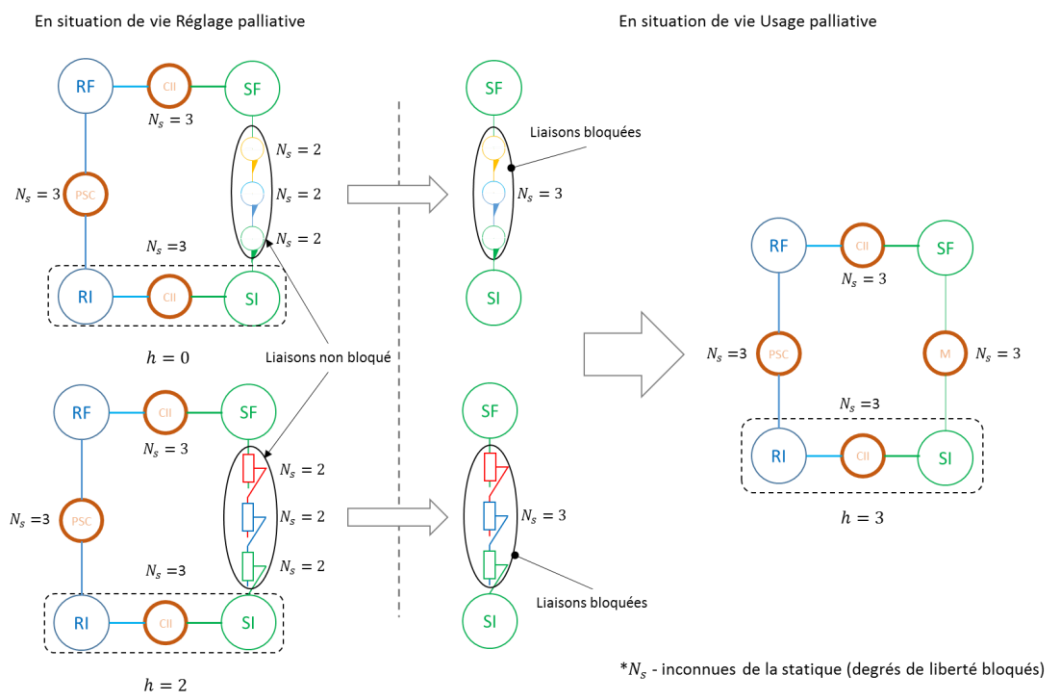 En situation de vie Réglage palliative
En situation de vie Usage palliative
RF
CII
SF
N_s = 3
N_s = 2
N_s = 3
PSC
N_s = 2
N_s = 2
N_s =3
RI
CII
SI
h = 0
Liaisons non bloqué
SF
Liaisons bloquées
N_s = 3
SI
RF
CII
SF
N_s = 3
N_s = 2
N_s =3
PSC
N_s = 2
N_s = 2
N_s =3
RI
CII
SI
h = 2
SF
N_s = 3
Liaisons bloquées
SI
RF
CII
SF
N_s = 3
N_s =3
PSC
M
N_s = 3
N_s =3
RI
CII
SI
h = 3
*N_s - inconnues de la statique (degrés de liberté bloqués)